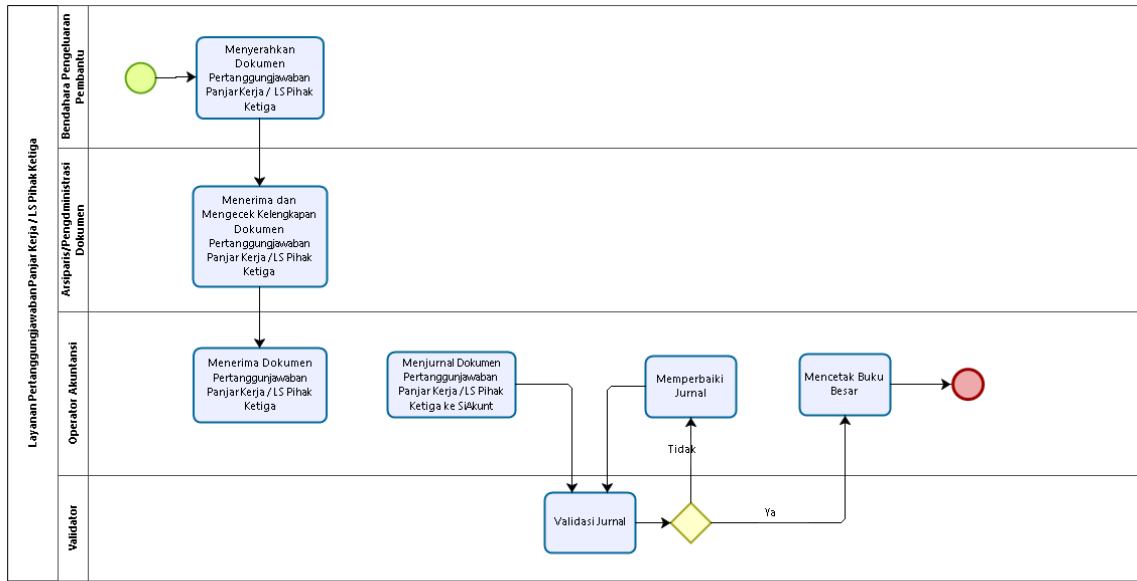 Layanan Pertanggungjawaban Panjar Kerja / LS Pihak Ketiga
Bendahara Pengeluaran
Pembantu
Menyerahkan
Dokumen
Pertanggungjawaban
Panjar Kerja / LS Pihak
Ketiga
Arsiparis/Pengdministrasi
Dokumen
Menerima dan
Mengecek Kelengkapan
Dokumen
Pertanggungjawaban
Panjar Kerja / LS Pihak
Ketiga
Operator Akuntansi
Menerima Dokumen
Pertanggunjawaban
Panjar Kerja / LS Pihak
Ketiga
Menjurnal Dokumen
Pertanggunjawaban
Panjar Kerja / LS Pihak
Ketiga ke SiAkunt
Memperbaiki
Jurnal
Mencetak Buku
Besar
Tidak
Validator
Validasi Jurnal
Ya